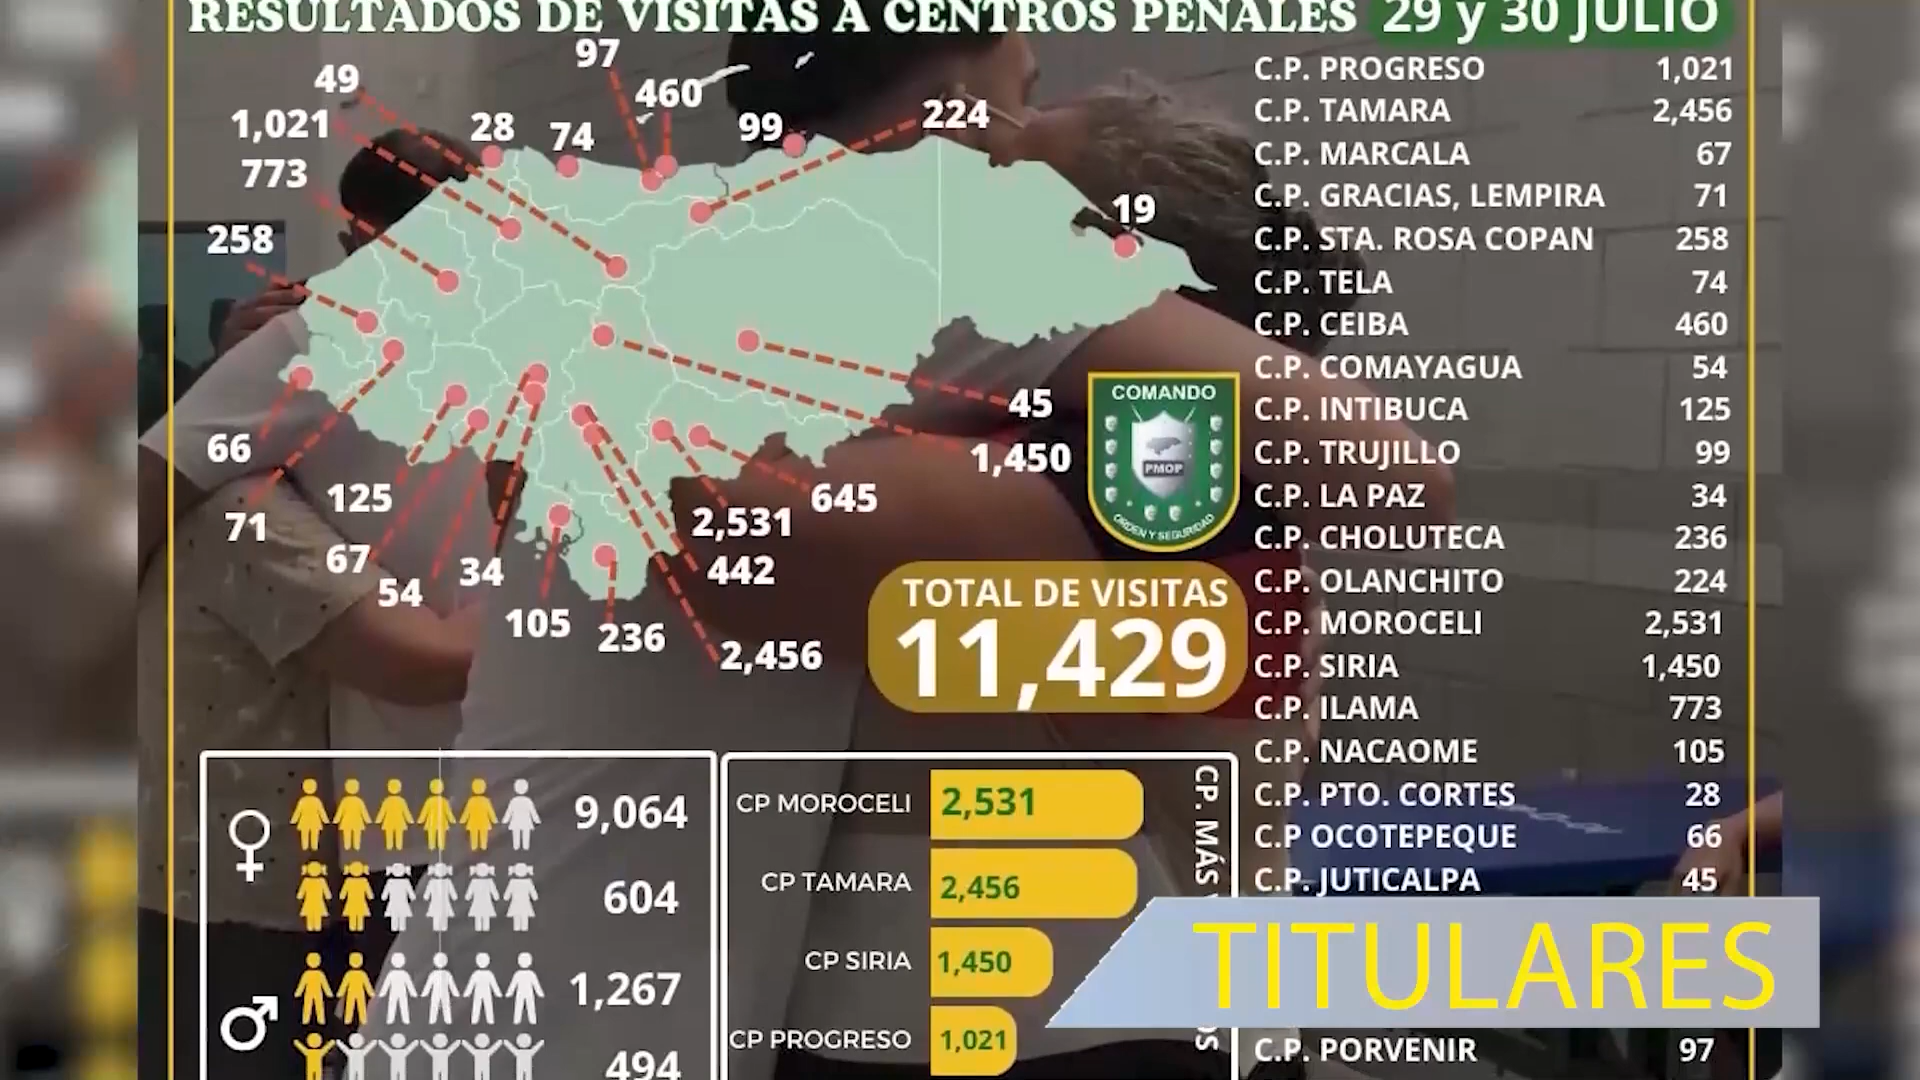 RESULTADOS DE VISITAS A CENTROS PENALES 29 y 30 JULIO
97
49
460
1,021
28
74
99
224
773
258
19
45
1,450
66
125
71
67
54
34
105
236
2,531
645
442
2,456
COMANDO
PMOP
ORDEN Y SEGURIDAD
TOTAL DE VISITAS
11,429
C.P. PROGRESO 1,021
C.P. TAMARA 2,456
C.P. MARCALA 67
C.P. GRACIAS, LEMPIRA 71
C.P. STA. ROSA COPAN 258
C.P. TELA 74
C.P. CEIBA 460
C.P. COMAYAGUA 54
C.P. INTIBUCA 125
C.P. TRUJILLO 99
C.P. LA PAZ 34
C.P. CHOLUTECA 236
C.P. OLANCHITO 224
C.P. MOROCELI 2,531
C.P. SIRIA 1,450
C.P. ILAMA 773
C.P. NACAOME 105
C.P. PTO. CORTES 28
C.P OCOTEPEQUE 66
C.P. JUTICALPA 45
C.P. PORVENIR 97
9,064
604
1,267
494
CP MOROCELI 2,531
CP TAMARA 2,456
CP SIRIA 1,450
CP PROGRESO 1,021
CP. MÁS
TITULARES